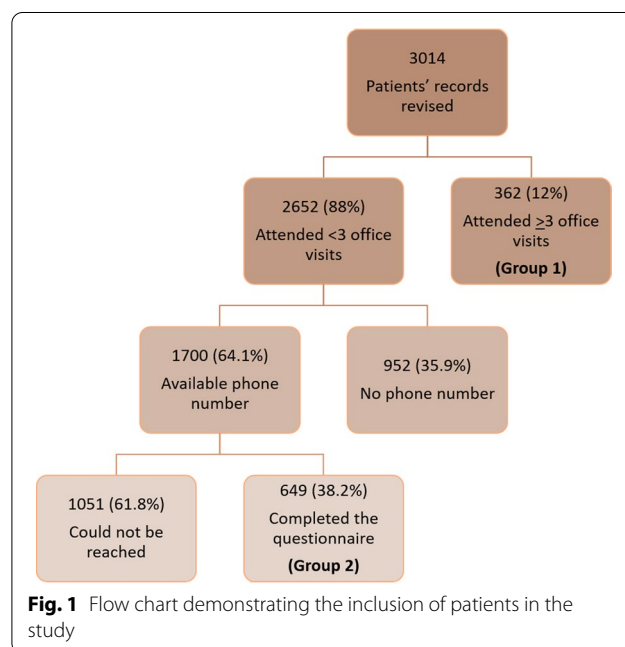 3014
Patients' records
revised
2652 (88%)
Attended <3 office
visits
362 (12%)
Attended ≥3 office
visits
(Group 1)
1700 (64.1%)
Available phone
number
952 (35.9%)
No phone number
1051 (61.8%)
Could not be
reached
649 (38.2%)
Completed the
questionnaire
(Group 2)
Fig. 1 Flow chart demonstrating the inclusion of patients in the
study